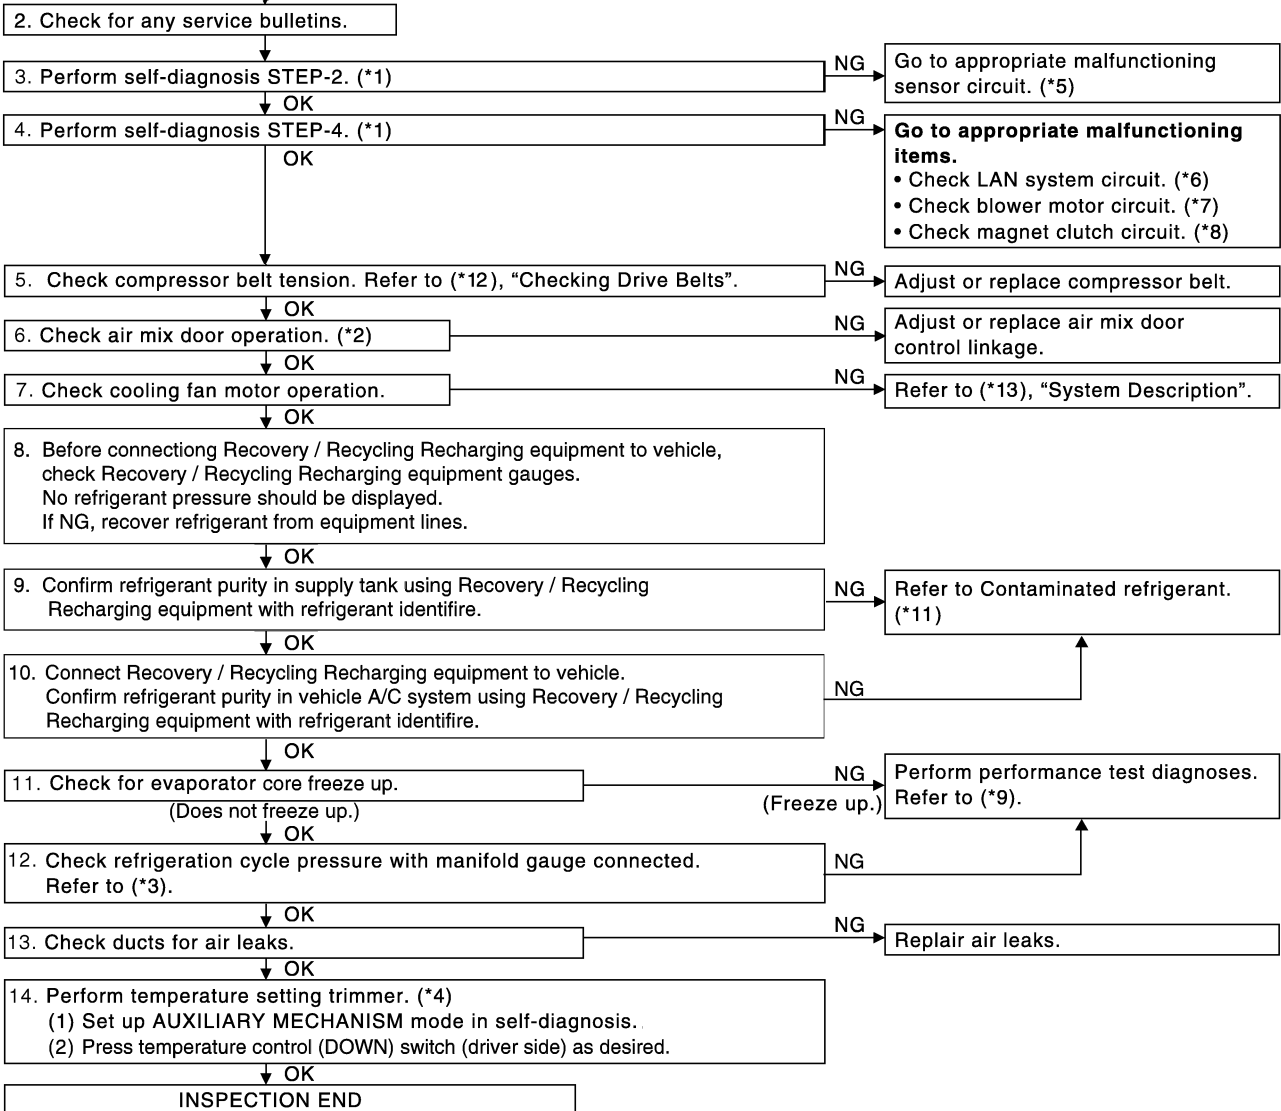 2. Check for any service bulletins.
3. Perform self-diagnosis STEP-2. (*1)
NG
Go to appropriate malfunctioning
sensor circuit. (*5)
OK
4. Perform self-diagnosis STEP-4. (*1)
NG
Go to appropriate malfunctioning
items.
• Check LAN system circuit. (*6)
• Check blower motor circuit. (*7)
• Check magnet clutch circuit. (*8)
OK
5. Check compressor belt tension. Refer to (*12), “Checking Drive Belts”.
NG
Adjust or replace compressor belt.
OK
6. Check air mix door operation. (*2)
NG
Adjust or replace air mix door
control linkage.
OK
7. Check cooling fan motor operation.
NG
Refer to (*13), “System Description”.
OK
8. Before connectiong Recovery / Recycling Recharging equipment to vehicle,
check Recovery / Recycling Recharging equipment gauges.
No refrigerant pressure should be displayed.
If NG, recover refrigerant from equipment lines.
OK
9. Confirm refrigerant purity in supply tank using Recovery / Recycling
Recharging equipment with refrigerant identifire.
NG
Refer to Contaminated refrigerant.
(*11)
OK
10. Connect Recovery / Recycling Recharging equipment to vehicle.
Confirm refrigerant purity in vehicle A/C system using Recovery / Recycling
Recharging equipment with refrigerant identifire.
NG
OK
11. Check for evaporator core freeze up.
(Does not freeze up.)
NG
(Freeze up.)
Perform performance test diagnoses.
Refer to (*9).
OK
12. Check refrigeration cycle pressure with manifold gauge connected.
Refer to (*3).
NG
OK
13. Check ducts for air leaks.
NG
Replair air leaks.
OK
14. Perform temperature setting trimmer. (*4)
(1) Set up AUXILIARY MECHANISM mode in self-diagnosis.
(2) Press temperature control (DOWN) switch (driver side) as desired.
OK
INSPECTION END